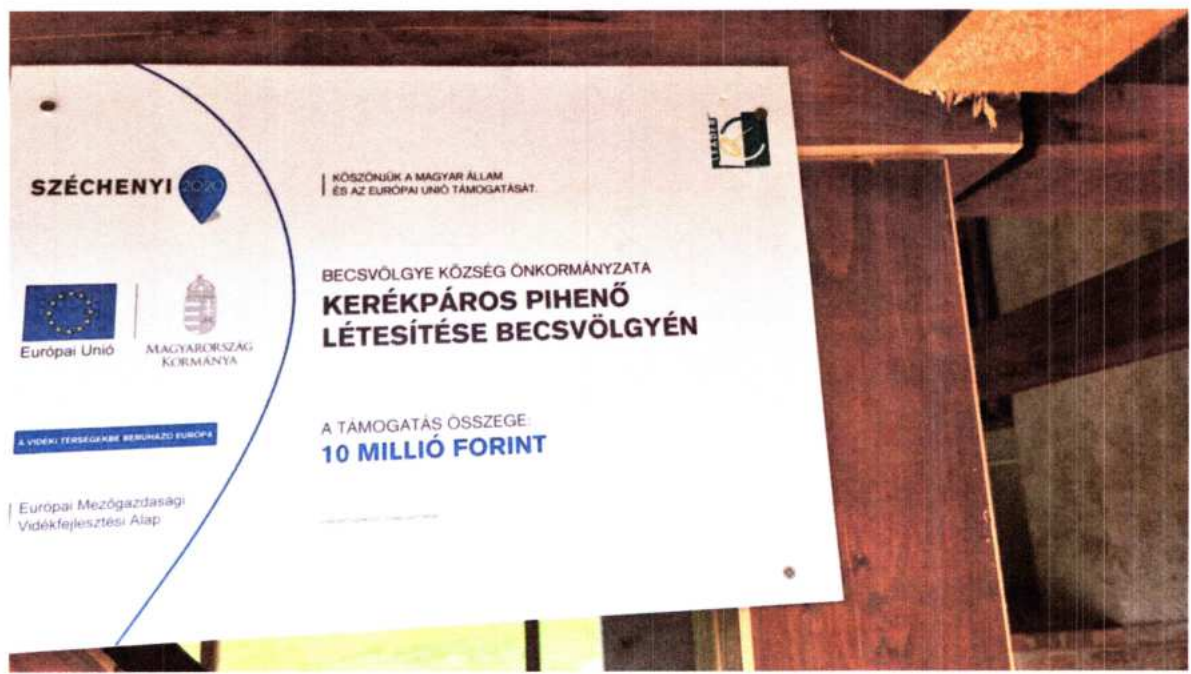 SZÉCHENYI 2020
Európai Unió
MAGYARORSZÁG
KORMÁNYA
A VIDÉKI TÉRSÉGEKBE BERUHÁZÓ EURÓPA
Európai Mezőgazdasági
Vidékfejlesztési Alap
KÖSZÖNJÜK A MAGYAR ÁLLAM
ÉS AZ EURÓPAI UNIÓ TÁMOGATÁSÁT.
LEADER
BECSVÖLGYE KÖZSÉG ÖNKORMÁNYZATA
KERÉKPÁROS PIHENŐ
LÉTESÍTÉSE BECSVÖLGYÉN
A TÁMOGATÁS ÖSSZEGE:
10 MILLIÓ FORINT